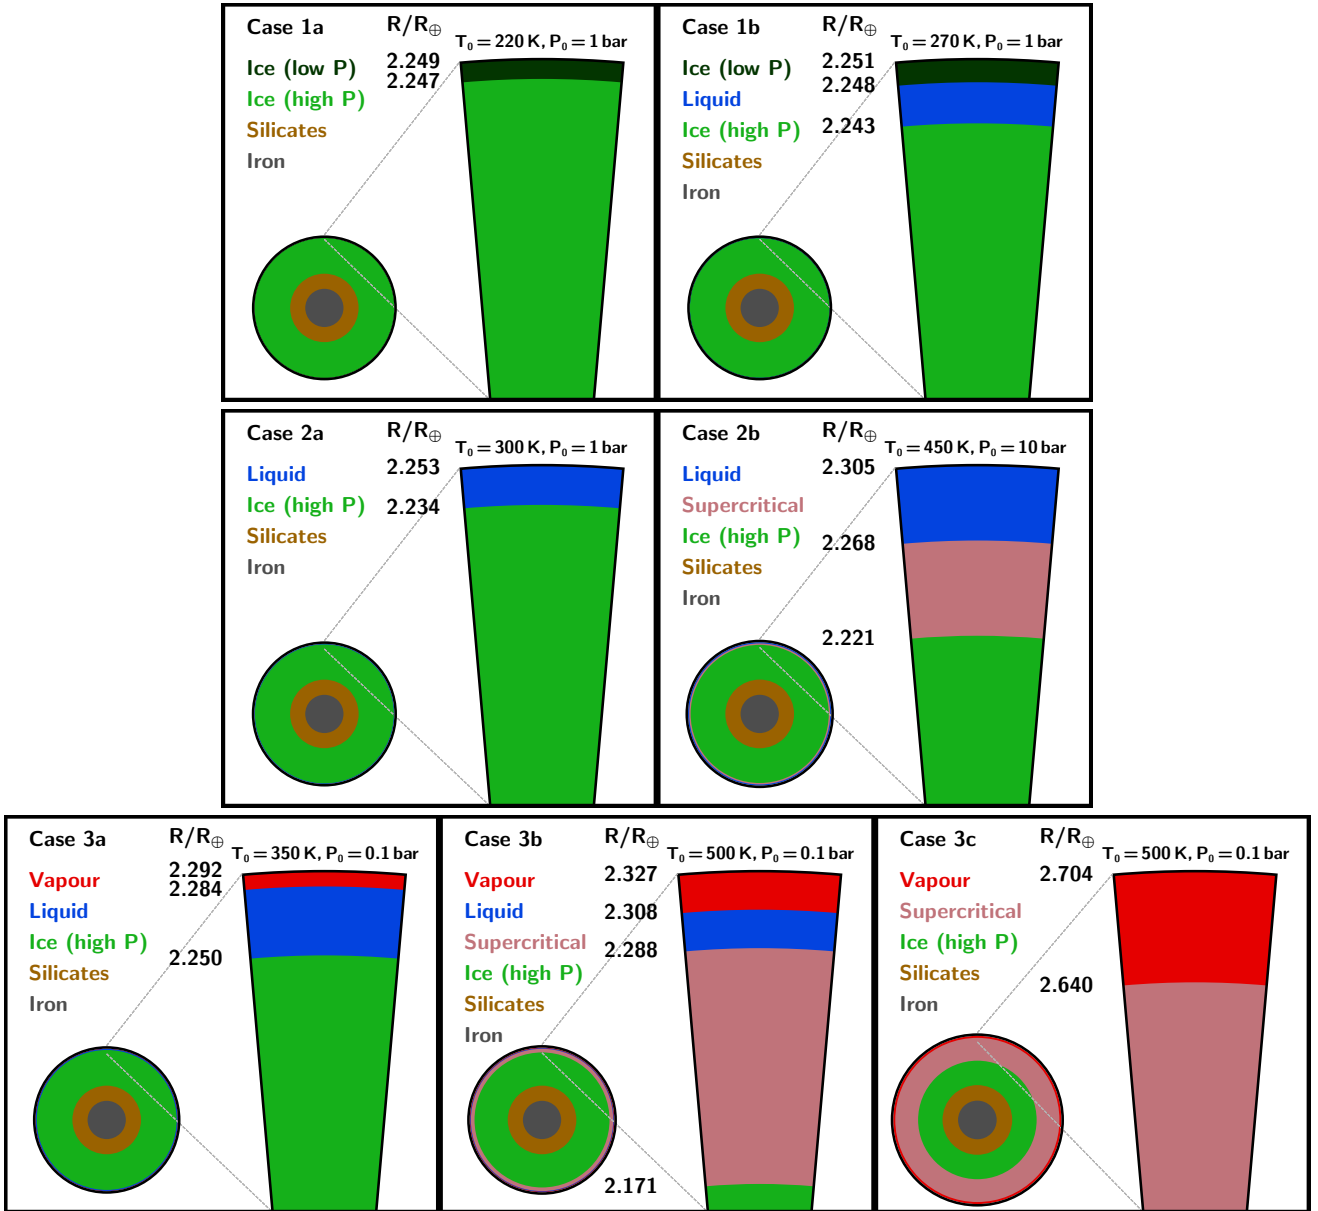 Case 1a
R/R⊕
T₀ = 220 K, P₀ = 1 bar
Ice (low P)
2.249
2.247
Ice (high P)
Silicates
Iron
Case 1b
R/R⊕
T₀ = 270 K, P₀ = 1 bar
Ice (low P)
2.251
2.248
Liquid
2.243
Ice (high P)
Silicates
Iron
Case 2a
R/R⊕
T₀ = 300 K, P₀ = 1 bar
Liquid
2.253
Ice (high P)
2.234
Silicates
Iron
Case 2b
R/R⊕
T₀ = 450 K, P₀ = 10 bar
Liquid
2.305
Supercritical
Ice (high P)
2.268
Silicates
Iron
2.221
Case 3a
R/R⊕
T₀ = 350 K, P₀ = 0.1 bar
2.292
Vapour
2.284
Liquid
Ice (high P)
2.250
Silicates
Iron
Case 3b
R/R⊕
T₀ = 500 K, P₀ = 0.1 bar
Vapour
2.327
Liquid
2.308
Supercritical
2.288
Ice (high P)
Silicates
Iron
2.171
Case 3c
R/R⊕
T₀ = 500 K, P₀ = 0.1 bar
Vapour
2.704
Supercritical
Ice (high P)
Silicates
2.640
Iron